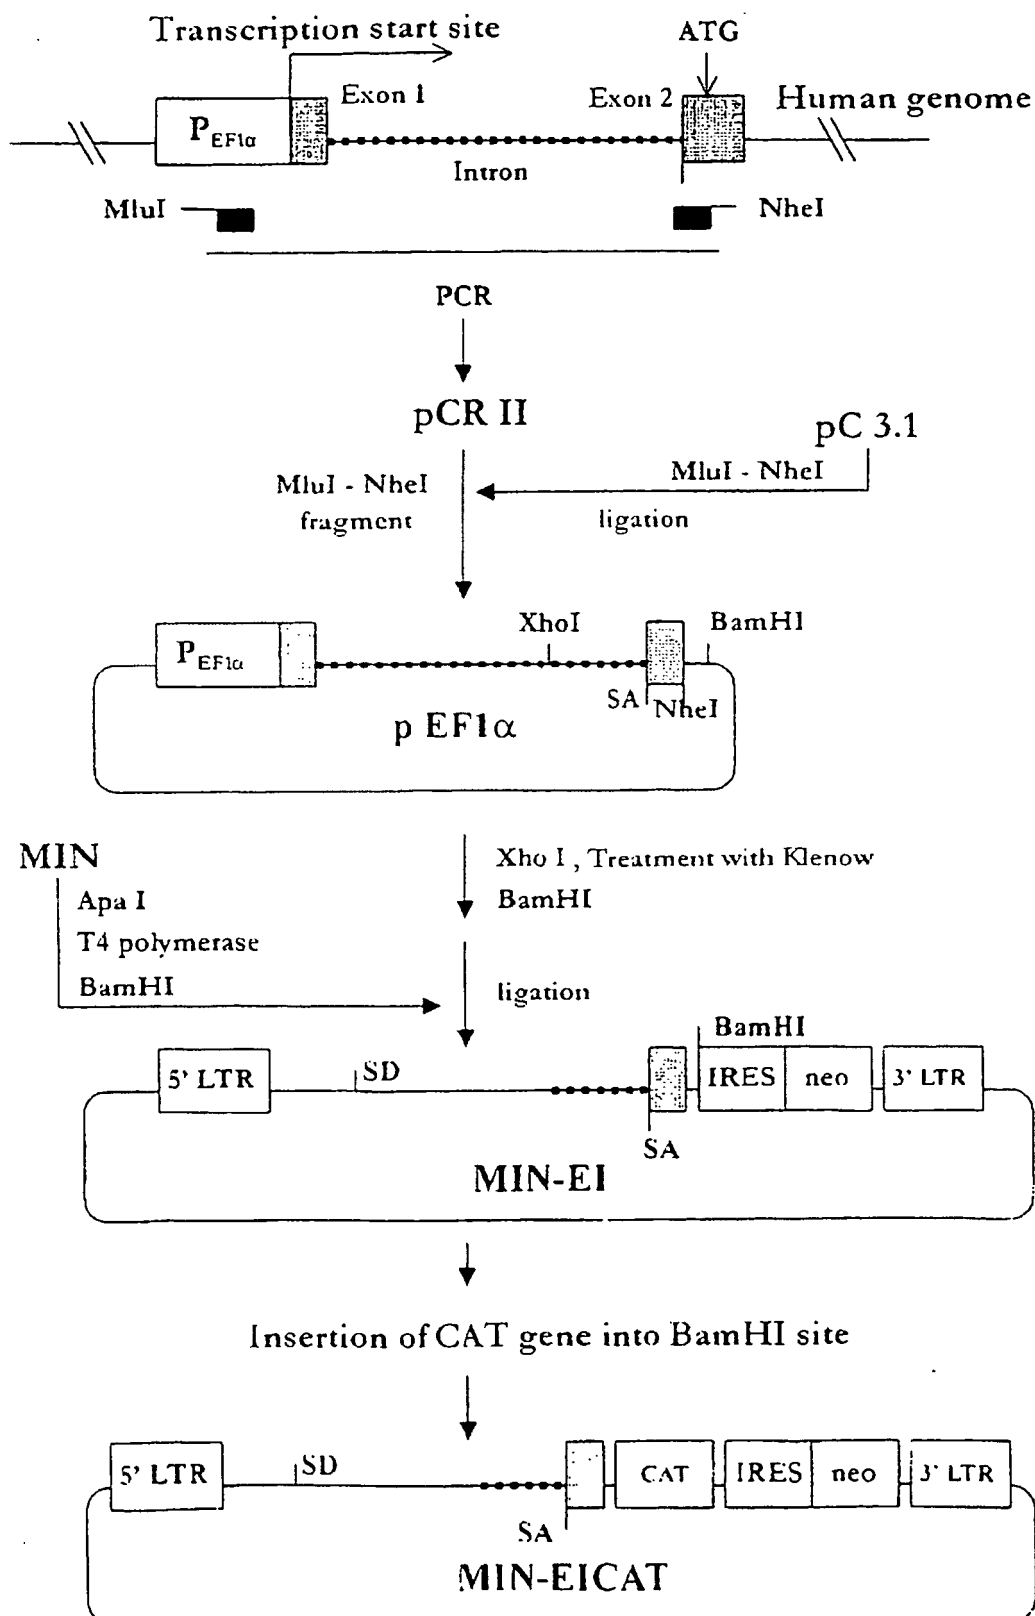 Transcription start site
ATG
Exon 1
Exon 2
Human genome
PEF1α
Intron
MluI
NheI
PCR
pCR II
pC 3.1
MluI - NheI
fragment
MluI - NheI
ligation
XhoI
BamHI
PEF1α
SA
NheI
p EF1α
MIN
Apa I
T4 polymerase
BamHI
Xho I , Treatment with Klenow
BamHI
ligation
BamHI
5' LTR
SD
IRES
neo
3' LTR
SA
MIN-EI
Insertion of CAT gene into BamHI site
5' LTR
SD
CAT
IRES
neo
3' LTR
SA
MIN-EICAT